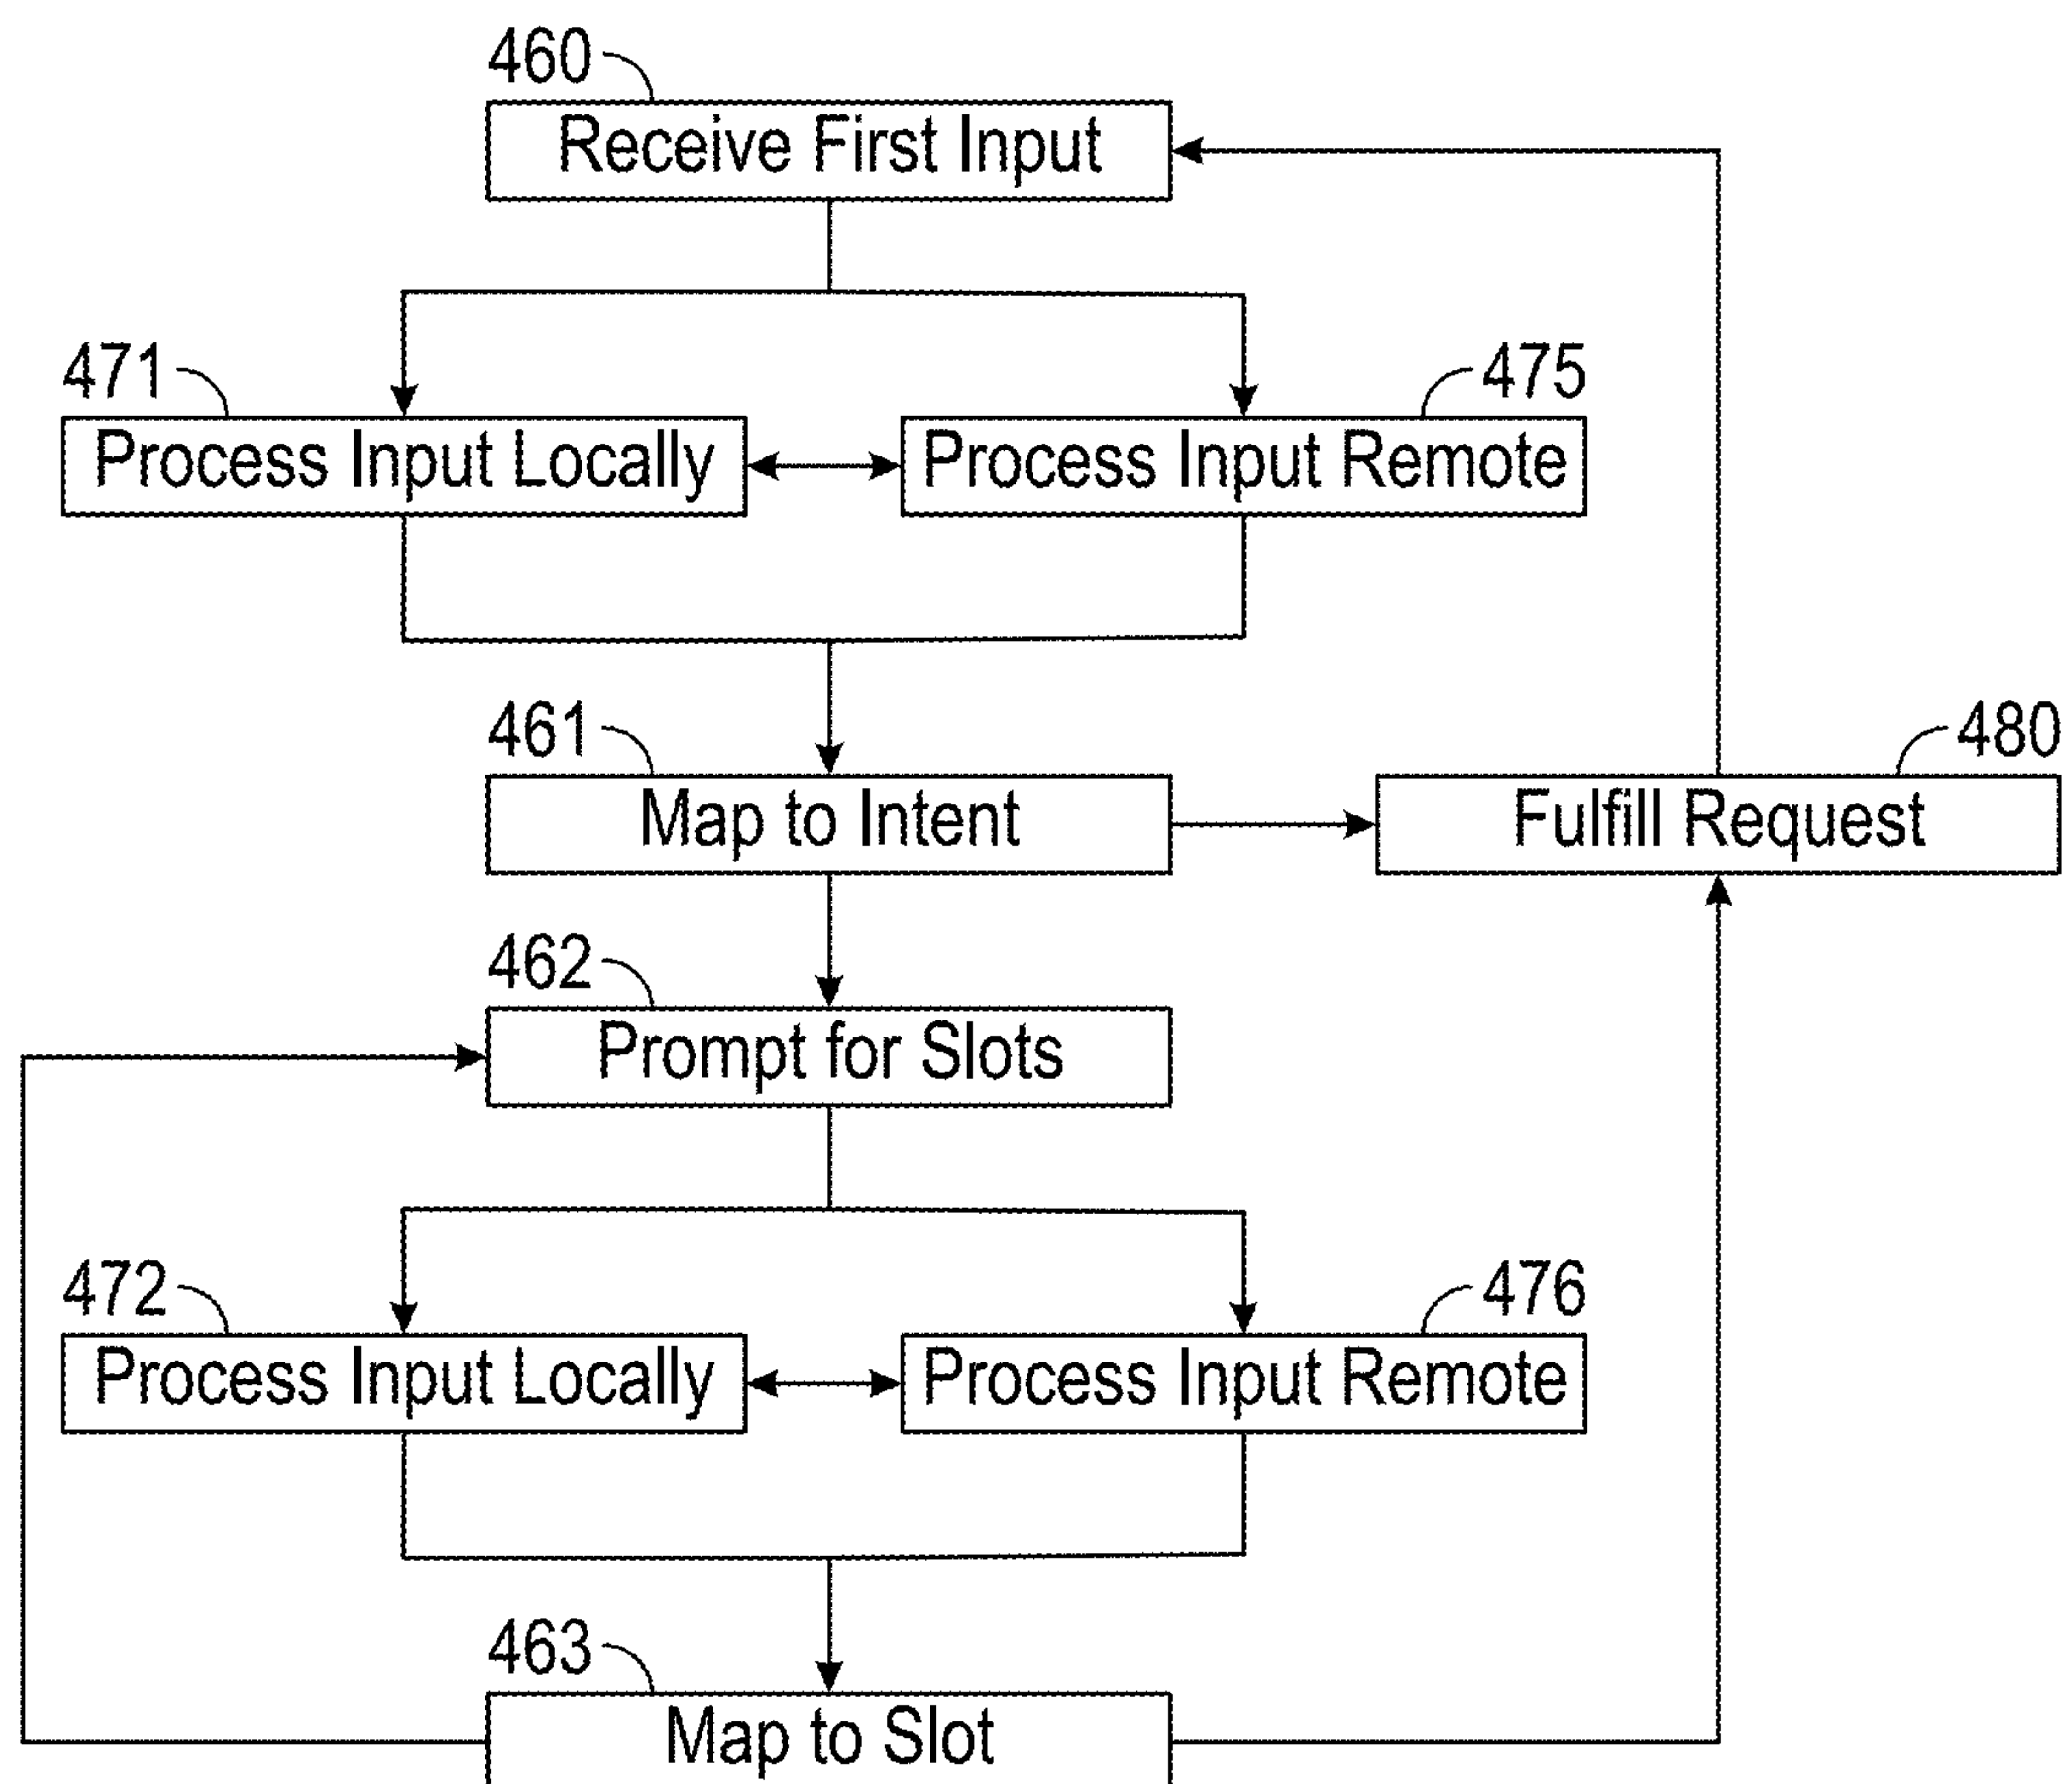 460
Receive First Input
471
475
Process Input Locally
Process Input Remote
461
480
Map to Intent
Fulfill Request
462
Prompt for Slots
472
476
Process Input Locally
Process Input Remote
463
Map to Slot